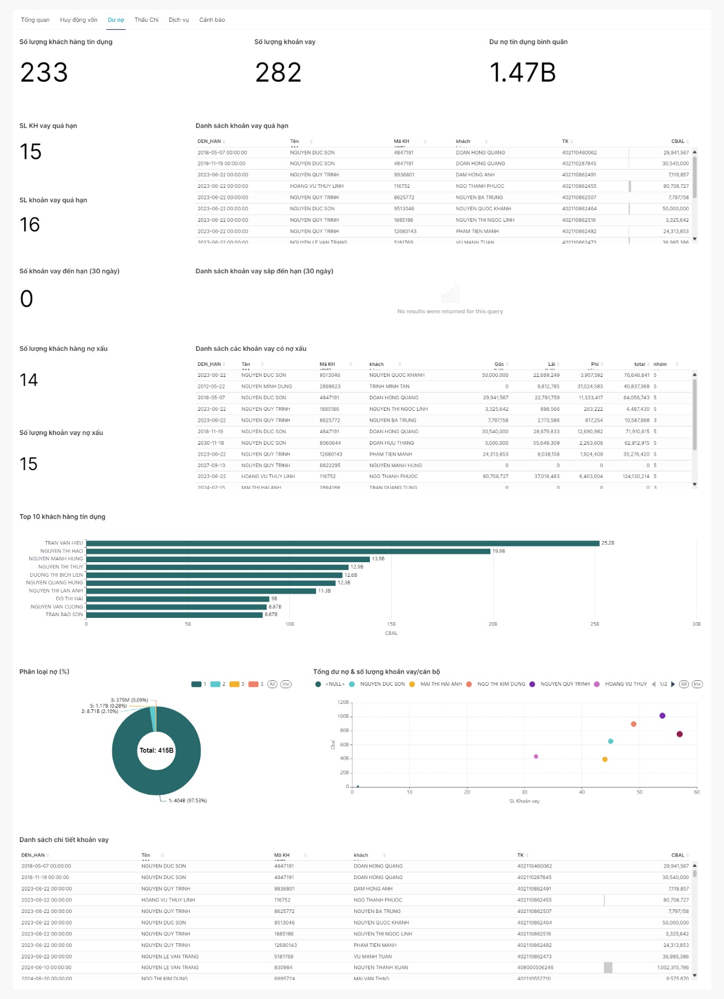 Tổng quan Huy động vốn Dư nợ Thấu Chi Dịch vụ Cảnh báo
Số lượng khách hàng tín dụng Số lượng khoản vay Dư nợ tín dụng bình quân
233 282 1.47B
SL KH vay quá hạn
15
SL khoản vay quá hạn
16
Danh sách khoản vay quá hạn
DEN_HAN Tên Mã KH khách TK CBAL
2018-05-07 00:00:00 NGUYEN DUC SON 4847191 DOAN HONG QUANG 402110460062 29,941,567
2018-11-19 00:00:00 NGUYEN DUC SON 4847191 DOAN HONG QUANG 402110287845 30,540,000
2023-06-22 00:00:00 NGUYEN QUY TRINH 9936801 DAM HONG ANH 402110862491 7,119,857
2023-06-22 00:00:00 HOANG VU THUY LINH 116752 NGO THANH PHUOC 402110862455 80,708,727
2023-06-22 00:00:00 NGUYEN QUY TRINH 8625772 NGUYEN BA TRUNG 402110862507 7,797,158
2023-06-22 00:00:00 NGUYEN DUC SON 9513046 NGUYEN QUOC KHANH 402110862464 50,000,000
2023-06-22 00:00:00 NGUYEN QUY TRINH 1885186 NGUYEN THI NGOC LINH 402110862516 3,325,642
2023-06-22 00:00:00 NGUYEN QUY TRINH 12680143 PHAM TIEN MANH 402110862482 24,313,853
2023-06-22 00:00:00 NGUYEN LE VAN TRANG 5181769 VU MANH TUAN 402110862473 36,985,386
Số khoản vay đến hạn (30 ngày)
0
Danh sách khoản vay sắp đến hạn (30 ngày)
No results were returned for this query
Số lượng khách hàng nợ xấu
14
Số lượng khoản vay nợ xấu
15
Danh sách các khoản vay có nợ xấu
DEN_HAN Tên Mã KH khách Gốc Lãi Phí total nhóm
2023-06-22 NGUYEN DUC SON 9513046 NGUYEN QUOC KHANH 50,000,000 22,689,249 3,957,592 76,646,841 5
2012-05-22 NGUYEN MINH DUNG 2898623 TRINH MINH TAN 0 9,812,785 31,024,583 40,837,368 5
2018-05-07 NGUYEN DUC SON 4847191 DOAN HONG QUANG 29,941,567 22,781,759 11,333,417 64,056,743 5
2023-06-22 NGUYEN QUY TRINH 1885186 NGUYEN THI NGOC LINH 3,325,642 898,566 263,222 4,487,430 5
2023-06-22 NGUYEN QUY TRINH 8625772 NGUYEN BA TRUNG 7,797,158 2,173,586 617,254 10,587,998 3
2018-11-19 NGUYEN DUC SON 4847191 DOAN HONG QUANG 30,540,000 28,679,833 12,690,982 71,910,815 5
2030-11-18 NGUYEN DUC SON 8060644 DOAN HUU THANG 5,000,000 55,649,309 2,263,606 62,912,915 5
2023-06-22 NGUYEN QUY TRINH 12680143 PHAM TIEN MANH 24,313,853 9,038,158 1,924,409 35,276,420 5
2027-09-13 NGUYEN QUY TRINH 8822295 NGUYEN MANH HUNG 0 0 0 0 5
2023-06-22 HOANG VU THUY LINH 116752 NGO THANH PHUOC 80,708,727 37,018,483 6,403,004 124,130,214 5
2024-07-15 MAI THI HAI ANH 2894189 TRAN QUANG TUNG 0 0 0 0 3
Top 10 khách hàng tín dụng
TRAN VAN HIEU 25.2B
NGUYEN THI HAO 19.9B
NGUYEN MANH HUNG 13.9B
NGUYEN THI THUY 12.9B
DUONG THI BICH LIEN 12.6B
NGUYEN QUANG HUNG 12.3B
NGUYEN THI LAN ANH 11.3B
DO THI HAI 9B
NGUYEN VAN CUONG 8.87B
TRAN BAO SON 8.67B
0 5B 10B 15B 20B 25B 30B
CBAL
Phân loại nợ (%)
1 2 5 3 All Inv
3: 379M (0.09%)
5: 1.17B (0.28%)
2: 8.71B (2.10%)
Total: 415B
1: 404B (97.53%)
Tổng dư nợ & số lượng khoản vay/cán bộ
<NULL> NGUYEN DUC SON MAI THI HAI ANH NGO THI KIM DUNG NGUYEN QUY TRINH HOANG VU THUY 1/2 All Inv
120B
100B
80B
60B
40B
20B
0
Cbal
0 10 20 30 40 50 60
SL Khoản vay
Danh sách chi tiết khoản vay
DEN_HAN Tên Mã KH khách TK CBAL
2018-05-07 00:00:00 NGUYEN DUC SON 4847191 DOAN HONG QUANG 402110460062 29,941,567
2018-11-19 00:00:00 NGUYEN DUC SON 4847191 DOAN HONG QUANG 402110287845 30,540,000
2023-06-22 00:00:00 NGUYEN QUY TRINH 9936801 DAM HONG ANH 402110862491 7,119,857
2023-06-22 00:00:00 HOANG VU THUY LINH 116752 NGO THANH PHUOC 402110862455 80,708,727
2023-06-22 00:00:00 NGUYEN QUY TRINH 8625772 NGUYEN BA TRUNG 402110862507 7,797,158
2023-06-22 00:00:00 NGUYEN DUC SON 9513046 NGUYEN QUOC KHANH 402110862464 50,000,000
2023-06-22 00:00:00 NGUYEN QUY TRINH 1885186 NGUYEN THI NGOC LINH 402110862516 3,325,642
2023-06-22 00:00:00 NGUYEN QUY TRINH 12680143 PHAM TIEN MANH 402110862482 24,313,853
2023-06-22 00:00:00 NGUYEN LE VAN TRANG 5181769 VU MANH TUAN 402110862473 36,985,386
2024-06-10 00:00:00 NGUYEN LE VAN TRANG 830984 NGUYEN THANH XUAN 408000506246 1,052,315,786
2024-06-20 00:00:00 NGO THI KIM DUNG 6995724 MAI VAN THAO 402110552710 9,575,670